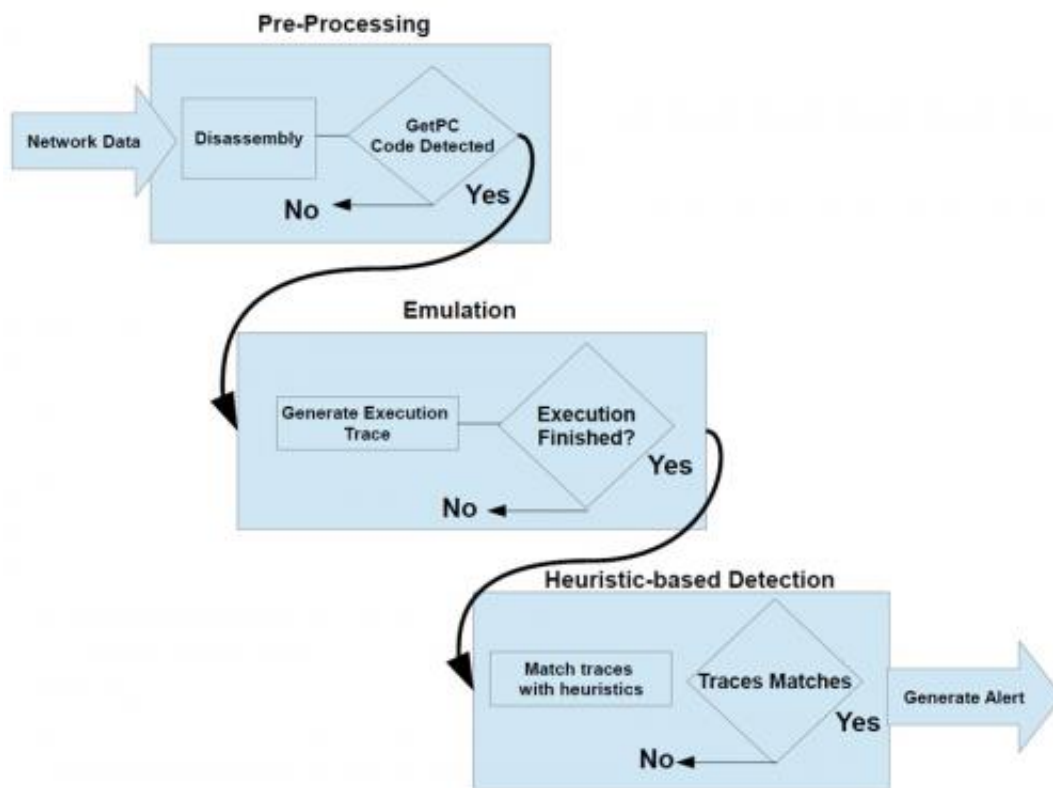 Pre-Processing
Network Data
Disassembly
GetPC
Code Detected
No
Yes
Emulation
Generate Execution
Trace
Execution
Finished?
Yes
No
Heuristic-based Detection
Match traces
with heuristics
Traces Matches
Yes
No
Generate Alert